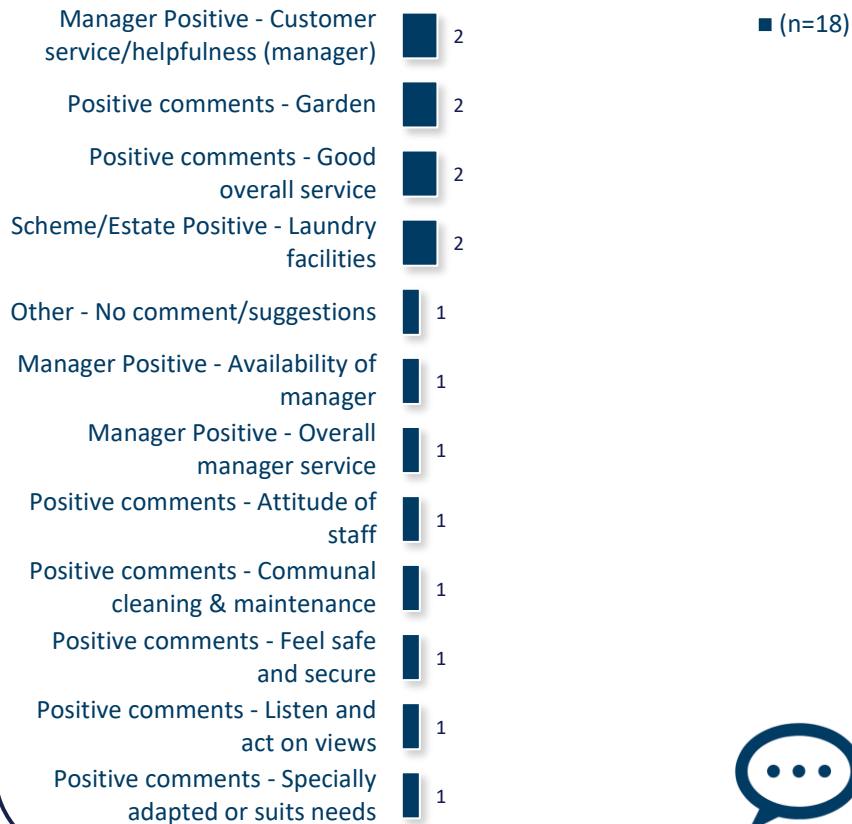 Manager Positive - Customer
service/helpfulness (manager)
2
(n=18)
Positive comments - Garden
2
Positive comments - Good
overall service
2
Scheme/Estate Positive - Laundry
facilities
2
Other - No comment/suggestions
1
Manager Positive - Availability of
manager
1
Manager Positive - Overall
manager service
1
Positive comments - Attitude of
staff
1
Positive comments - Communal
cleaning & maintenance
1
Positive comments - Feel safe
and secure
1
Positive comments - Listen and
act on views
1
Positive comments - Specially
adapted or suits needs
1